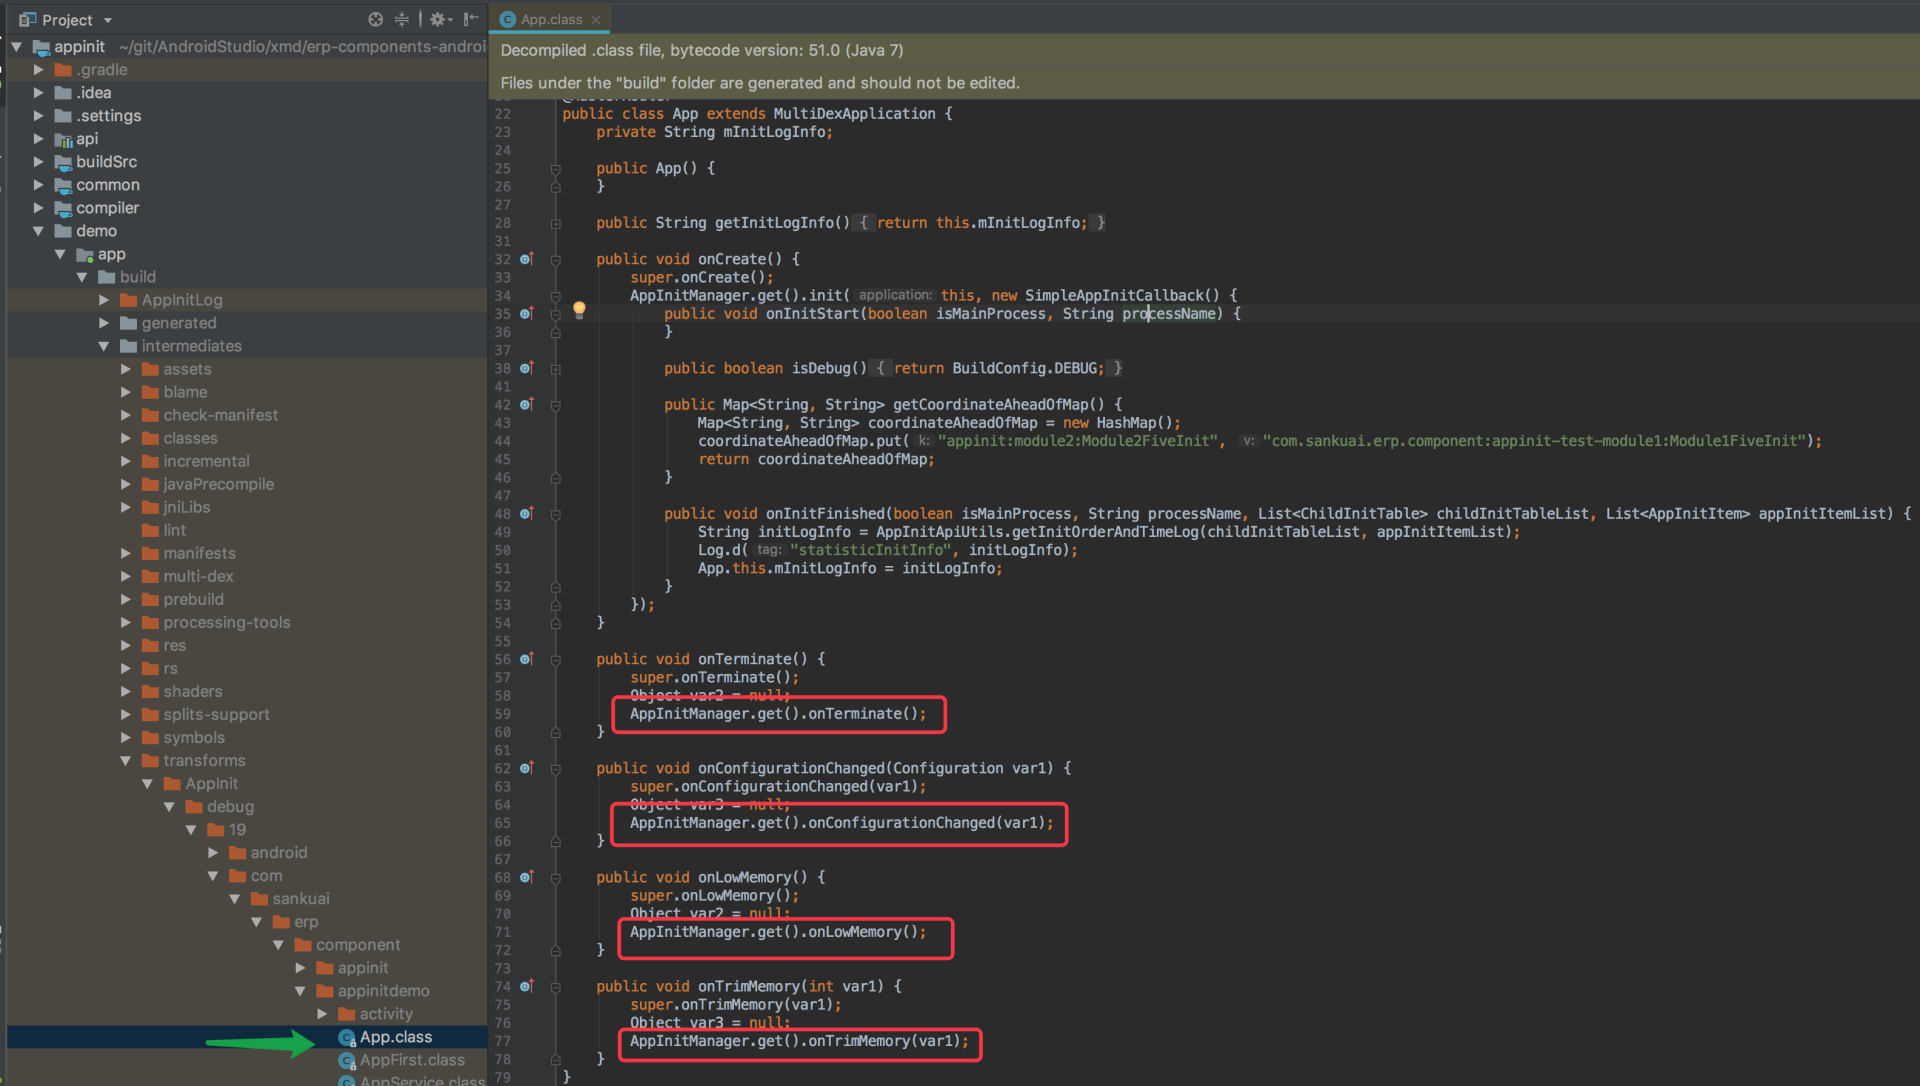 Project
appinit ~/git/AndroidStudio/xmd/erp-components-androi
.gradle
.idea
.settings
api
buildSrc
common
compiler
demo
app
build
AppInitLog
generated
intermediates
assets
blame
check-manifest
classes
incremental
javaPrecompile
jniLibs
lint
manifests
multi-dex
prebuild
processing-tools
res
rs
shaders
splits-support
symbols
transforms
AppInit
debug
19
android
com
sankuai
erp
component
appinit
appinitdemo
activity
App.class
AppFirst.class
AppService.class
App.class
Decompiled .class file, bytecode version: 51.0 (Java 7)
Files under the "build" folder are generated and should not be edited.
22 public class App extends MultiDexApplication {
23 private String mInitLogInfo;
24
25 public App() {
26 }
27
28 public String getInitLogInfo() { return this.mInitLogInfo; }
31
32 public void onCreate() {
33 super.onCreate();
34 AppInitManager.get().init( application: this, new SimpleAppInitCallback() {
35 public void onInitStart(boolean isMainProcess, String processName) {
36 }
37
38 public boolean isDebug() { return BuildConfig.DEBUG; }
41
42 public Map<String, String> getCoordinateAheadOfMap() {
43 Map<String, String> coordinateAheadOfMap = new HashMap();
44 coordinateAheadOfMap.put( k: "appinit:module2:Module2FiveInit", v: "com.sankuai.erp.component:appinit-test-module1:Module1FiveInit");
45 return coordinateAheadOfMap;
46 }
47
48 public void onInitFinished(boolean isMainProcess, String processName, List<ChildInitTable> childInitTableList, List<AppInitItem> appInitItemList) {
49 String initLogInfo = AppInitApiUtils.getInitOrderAndTimeLog(childInitTableList, appInitItemList);
50 Log.d( tag: "statisticInitInfo", initLogInfo);
51 App.this.mInitLogInfo = initLogInfo;
52 }
53 });
54 }
55
56 public void onTerminate() {
57 super.onTerminate();
58 Object var2 = null;
59 AppInitManager.get().onTerminate();
60 }
61
62 public void onConfigurationChanged(Configuration var1) {
63 super.onConfigurationChanged(var1);
64 Object var3 = null;
65 AppInitManager.get().onConfigurationChanged(var1);
66 }
67
68 public void onLowMemory() {
69 super.onLowMemory();
70 Object var2 = null;
71 AppInitManager.get().onLowMemory();
72 }
73
74 public void onTrimMemory(int var1) {
75 super.onTrimMemory(var1);
76 Object var3 = null;
77 AppInitManager.get().onTrimMemory(var1);
78 }
79 }